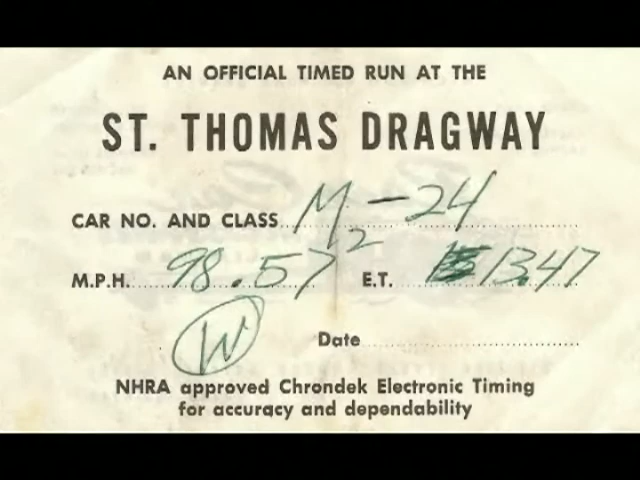 AN OFFICIAL TIMED RUN AT THE
ST. THOMAS DRAGWAY
CAR NO. AND CLASS M - 24
2
M.P.H. 98.57 E.T. 13.47
W
Date
NHRA approved Chrondek Electronic Timing
for accuracy and dependability